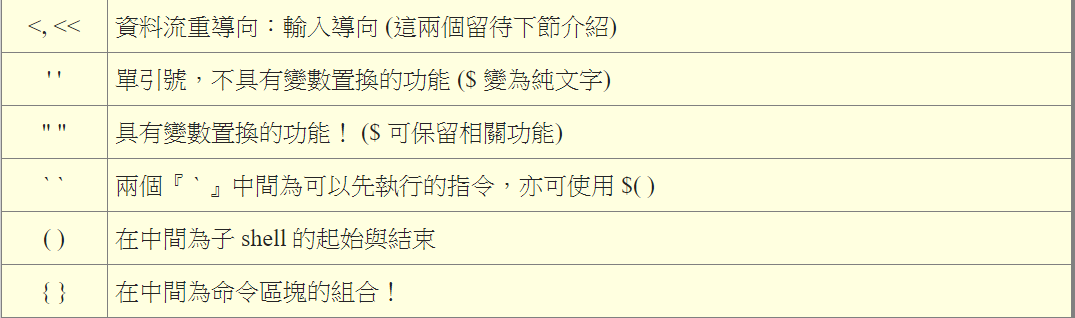 <, << 資料流重導向：輸入導向 (這兩個留待下節介紹)
' ' 單引號，不具有變數置換的功能 ($ 變為純文字)
" " 具有變數置換的功能！ ($ 可保留相關功能)
` ` 兩個『 ` 』中間為可以先執行的指令，亦可使用 $( )
( ) 在中間為子 shell 的起始與結束
{ } 在中間為命令區塊的組合！